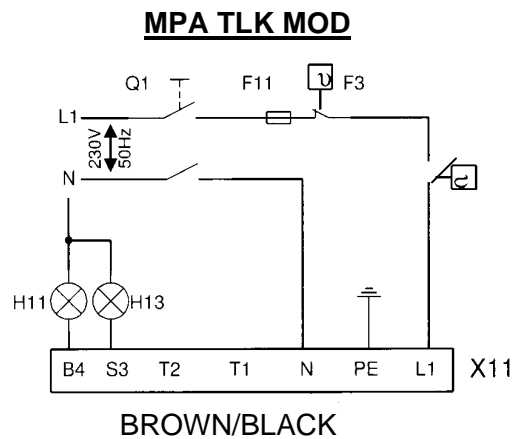 MPA TLK MOD
Q1 F11 F3
L1
230V
50Hz
N
H11 H13
B4 S3 T2 T1 N PE L1 X11
BROWN/BLACK